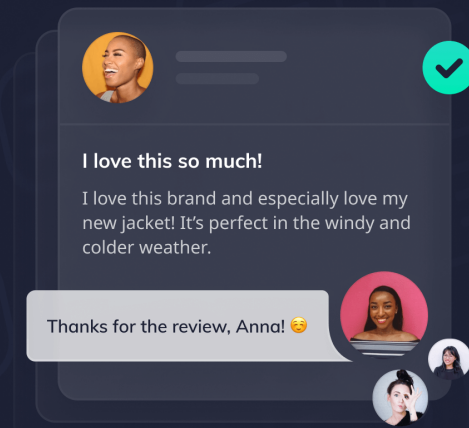 I love this so much!
I love this brand and especially love my
new jacket! It’s perfect in the windy and
colder weather.
Thanks for the review, Anna! ☺️